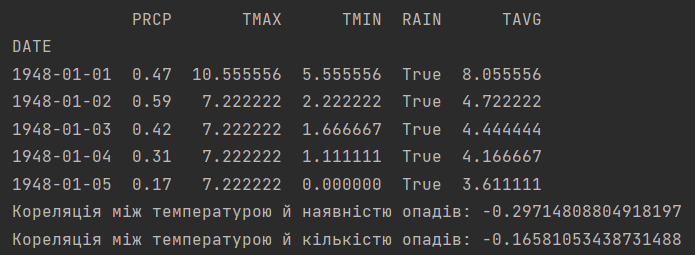 PRCP TMAX TMIN RAIN TAVG
DATE
1948-01-01 0.47 10.555556 5.555556 True 8.055556
1948-01-02 0.59 7.222222 2.222222 True 4.722222
1948-01-03 0.42 7.222222 1.666667 True 4.444444
1948-01-04 0.31 7.222222 1.111111 True 4.166667
1948-01-05 0.17 7.222222 0.000000 True 3.611111
Кореляція між температурою й наявністю опадів: -0.29714808804918197
Кореляція між температурою й кількістю опадів: -0.16581053438731488